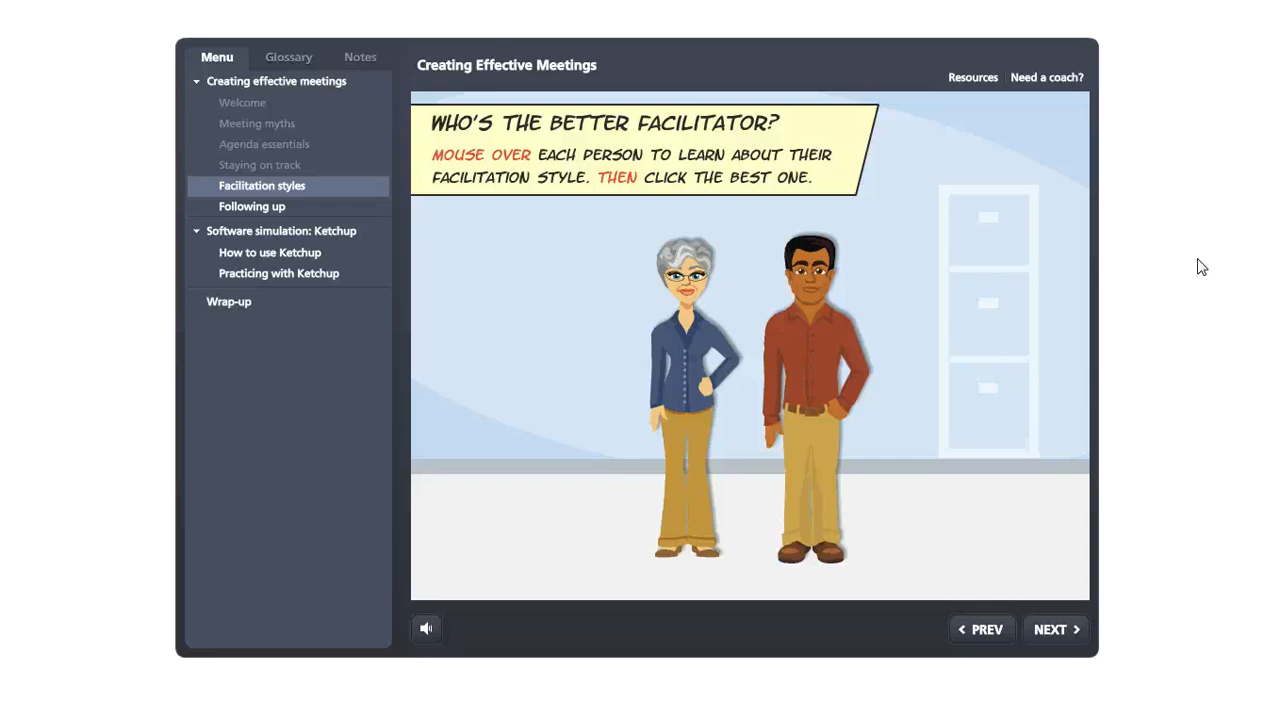 Menu
Glossary
Notes
Creating effective meetings
Welcome
Meeting myths
Agenda essentials
Staying on track
Facilitation styles
Following up
Software simulation: Ketchup
How to use Ketchup
Practicing with Ketchup
Wrap-up
Creating Effective Meetings
Resources
Need a coach?
WHO'S THE BETTER FACILITATOR?
MOUSE OVER EACH PERSON TO LEARN ABOUT THEIR
FACILITATION STYLE. THEN CLICK THE BEST ONE.
PREV
NEXT